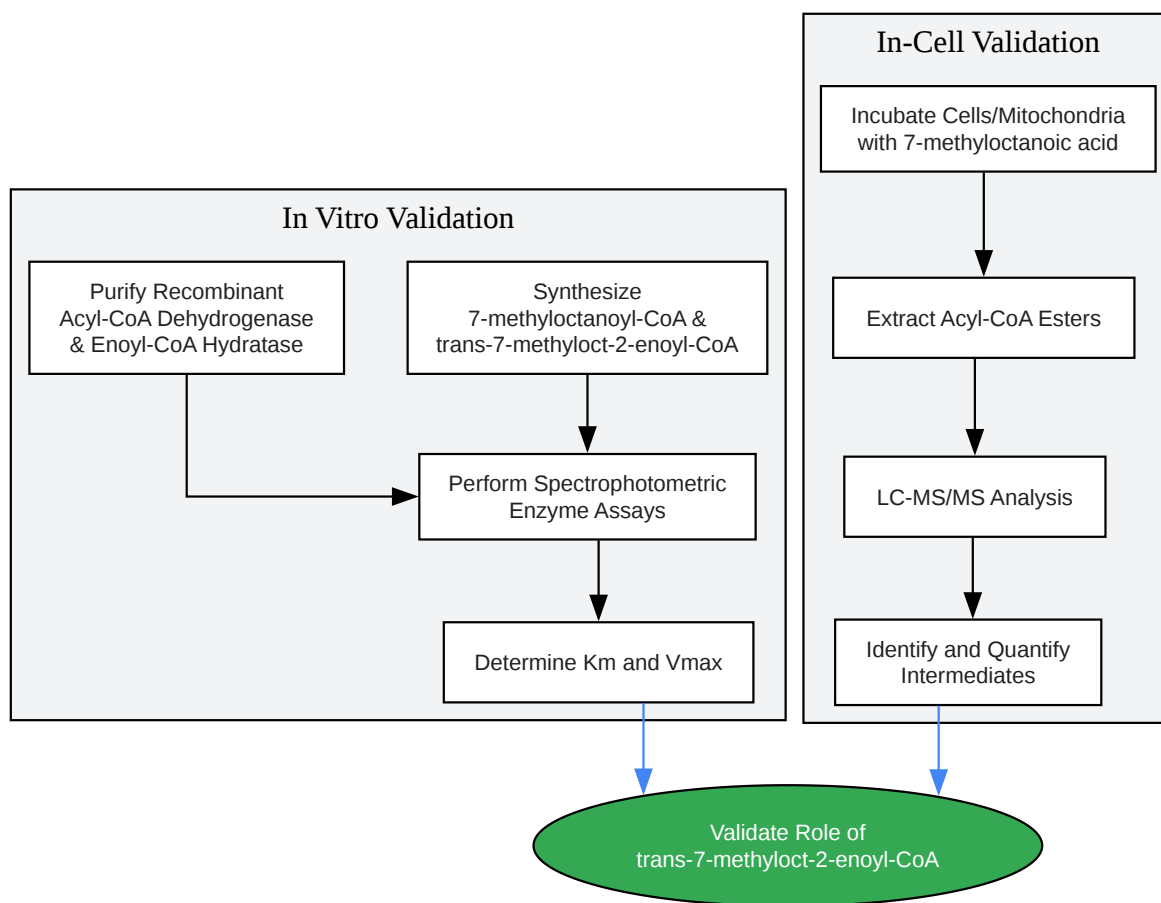 In Vitro Validation
Purify Recombinant
Acyl-CoA Dehydrogenase
& Enoyl-CoA Hydratase
Synthesize
7-methyloctanoyl-CoA &
trans-7-methyloct-2-enoyl-CoA
Perform Spectrophotometric
Enzyme Assays
Determine Km and Vmax
In-Cell Validation
Incubate Cells/Mitochondria
with 7-methyloctanoic acid
Extract Acyl-CoA Esters
LC-MS/MS Analysis
Identify and Quantify
Intermediates
Validate Role of
trans-7-methyloct-2-enoyl-CoA